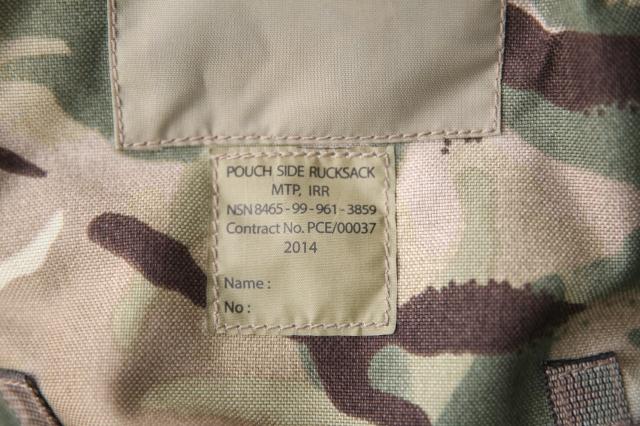 POUCH SIDE RUCKSACK
MTP, IRR
NSN 8465-99-961-3859
Contract No. PCE/00037
2014
Name :
No :